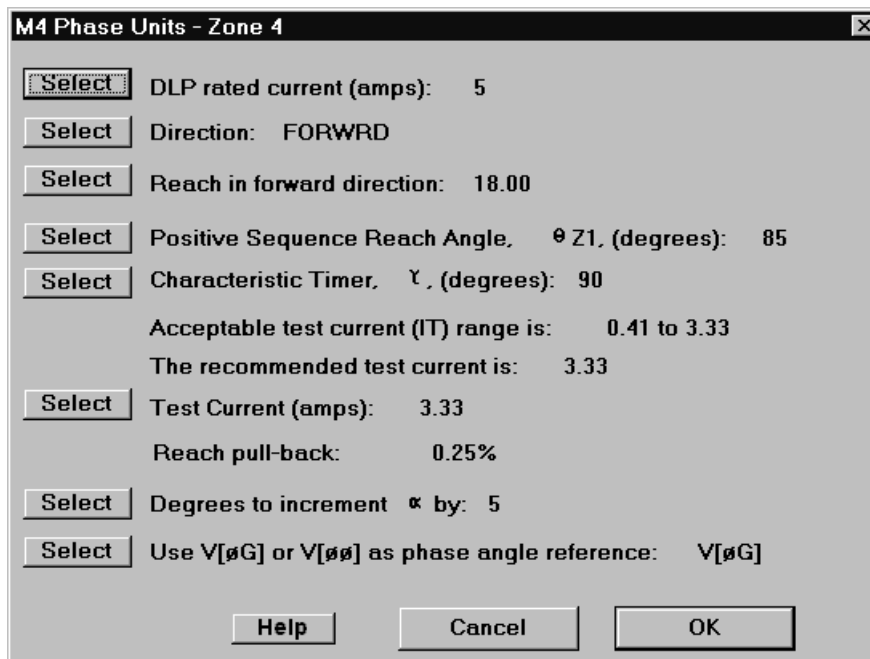 M4 Phase Units - Zone 4
Select DLP rated current (amps): 5
Select Direction: FORWRD
Select Reach in forward direction: 18.00
Select Positive Sequence Reach Angle, θ Z1, (degrees): 85
Select Characteristic Timer, ϒ, (degrees): 90
Acceptable test current (IT) range is: 0.41 to 3.33
The recommended test current is: 3.33
Select Test Current (amps): 3.33
Reach pull-back: 0.25%
Select Degrees to increment α by: 5
Select Use V[øG] or V[øø] as phase angle reference: V[øG]
Help Cancel OK